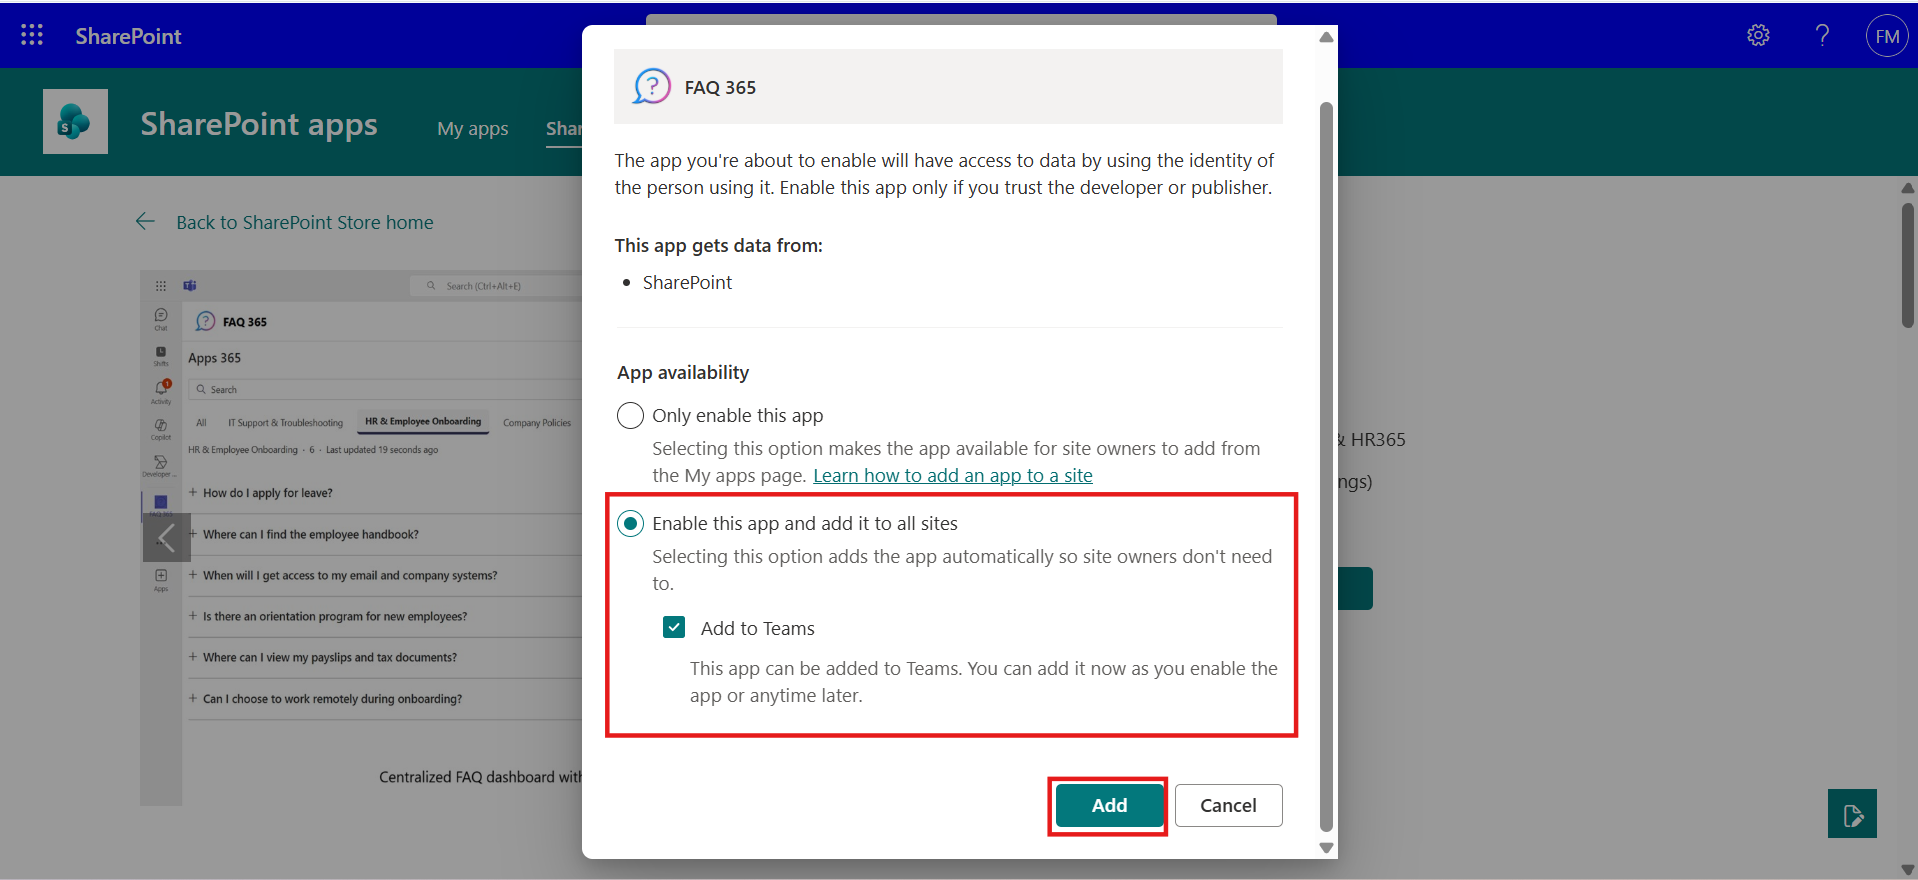 SharePoint
FM
SharePoint apps
My apps
Shar
Back to SharePoint Store home
Search (Ctrl+Alt+E)
Chat
FAQ 365
Shifts
Apps 365
1
Activity
Search
All
IT Support & Troubleshooting
HR & Employee Onboarding
Company Policies
Copilot
HR & Employee Onboarding · 6 · Last updated 19 seconds ago
Developer ...
+ How do I apply for leave?
FAQ 365
+ Where can I find the employee handbook?
+ When will I get access to my email and company systems?
Apps
+ Is there an orientation program for new employees?
+ Where can I view my payslips and tax documents?
+ Can I choose to work remotely during onboarding?
Centralized FAQ dashboard with
FAQ 365
The app you're about to enable will have access to data by using the identity of
the person using it. Enable this app only if you trust the developer or publisher.
This app gets data from:
• SharePoint
App availability
Only enable this app
Selecting this option makes the app available for site owners to add from
the My apps page. Learn how to add an app to a site
Enable this app and add it to all sites
Selecting this option adds the app automatically so site owners don't need
to.
Add to Teams
This app can be added to Teams. You can add it now as you enable the
app or anytime later.
Add
Cancel
& HR365
ngs)